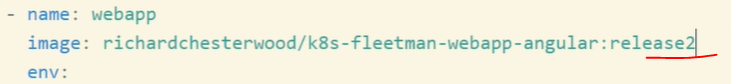 - name: webapp
image: richardchesterwood/k8s-fleetman-webapp-angular:release2
env: